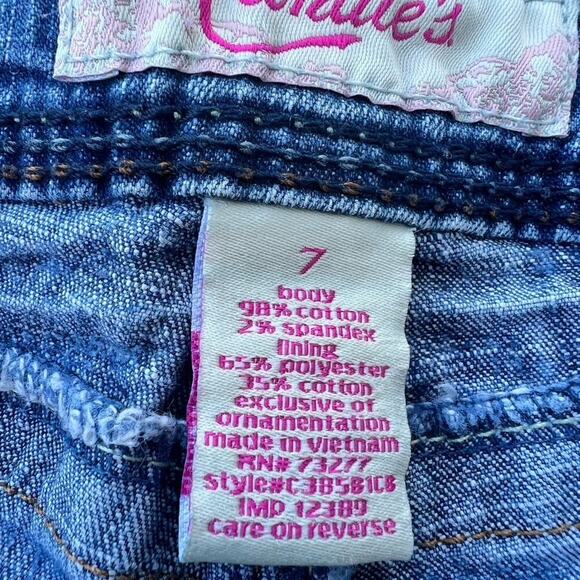 7
body
98% cotton
2% spandex
lining
65% polyester
35% cotton
exclusive of
ornamentation
made in vietnam
RN# 73277
style#C385B1CB
IMP 12389
care on reverse